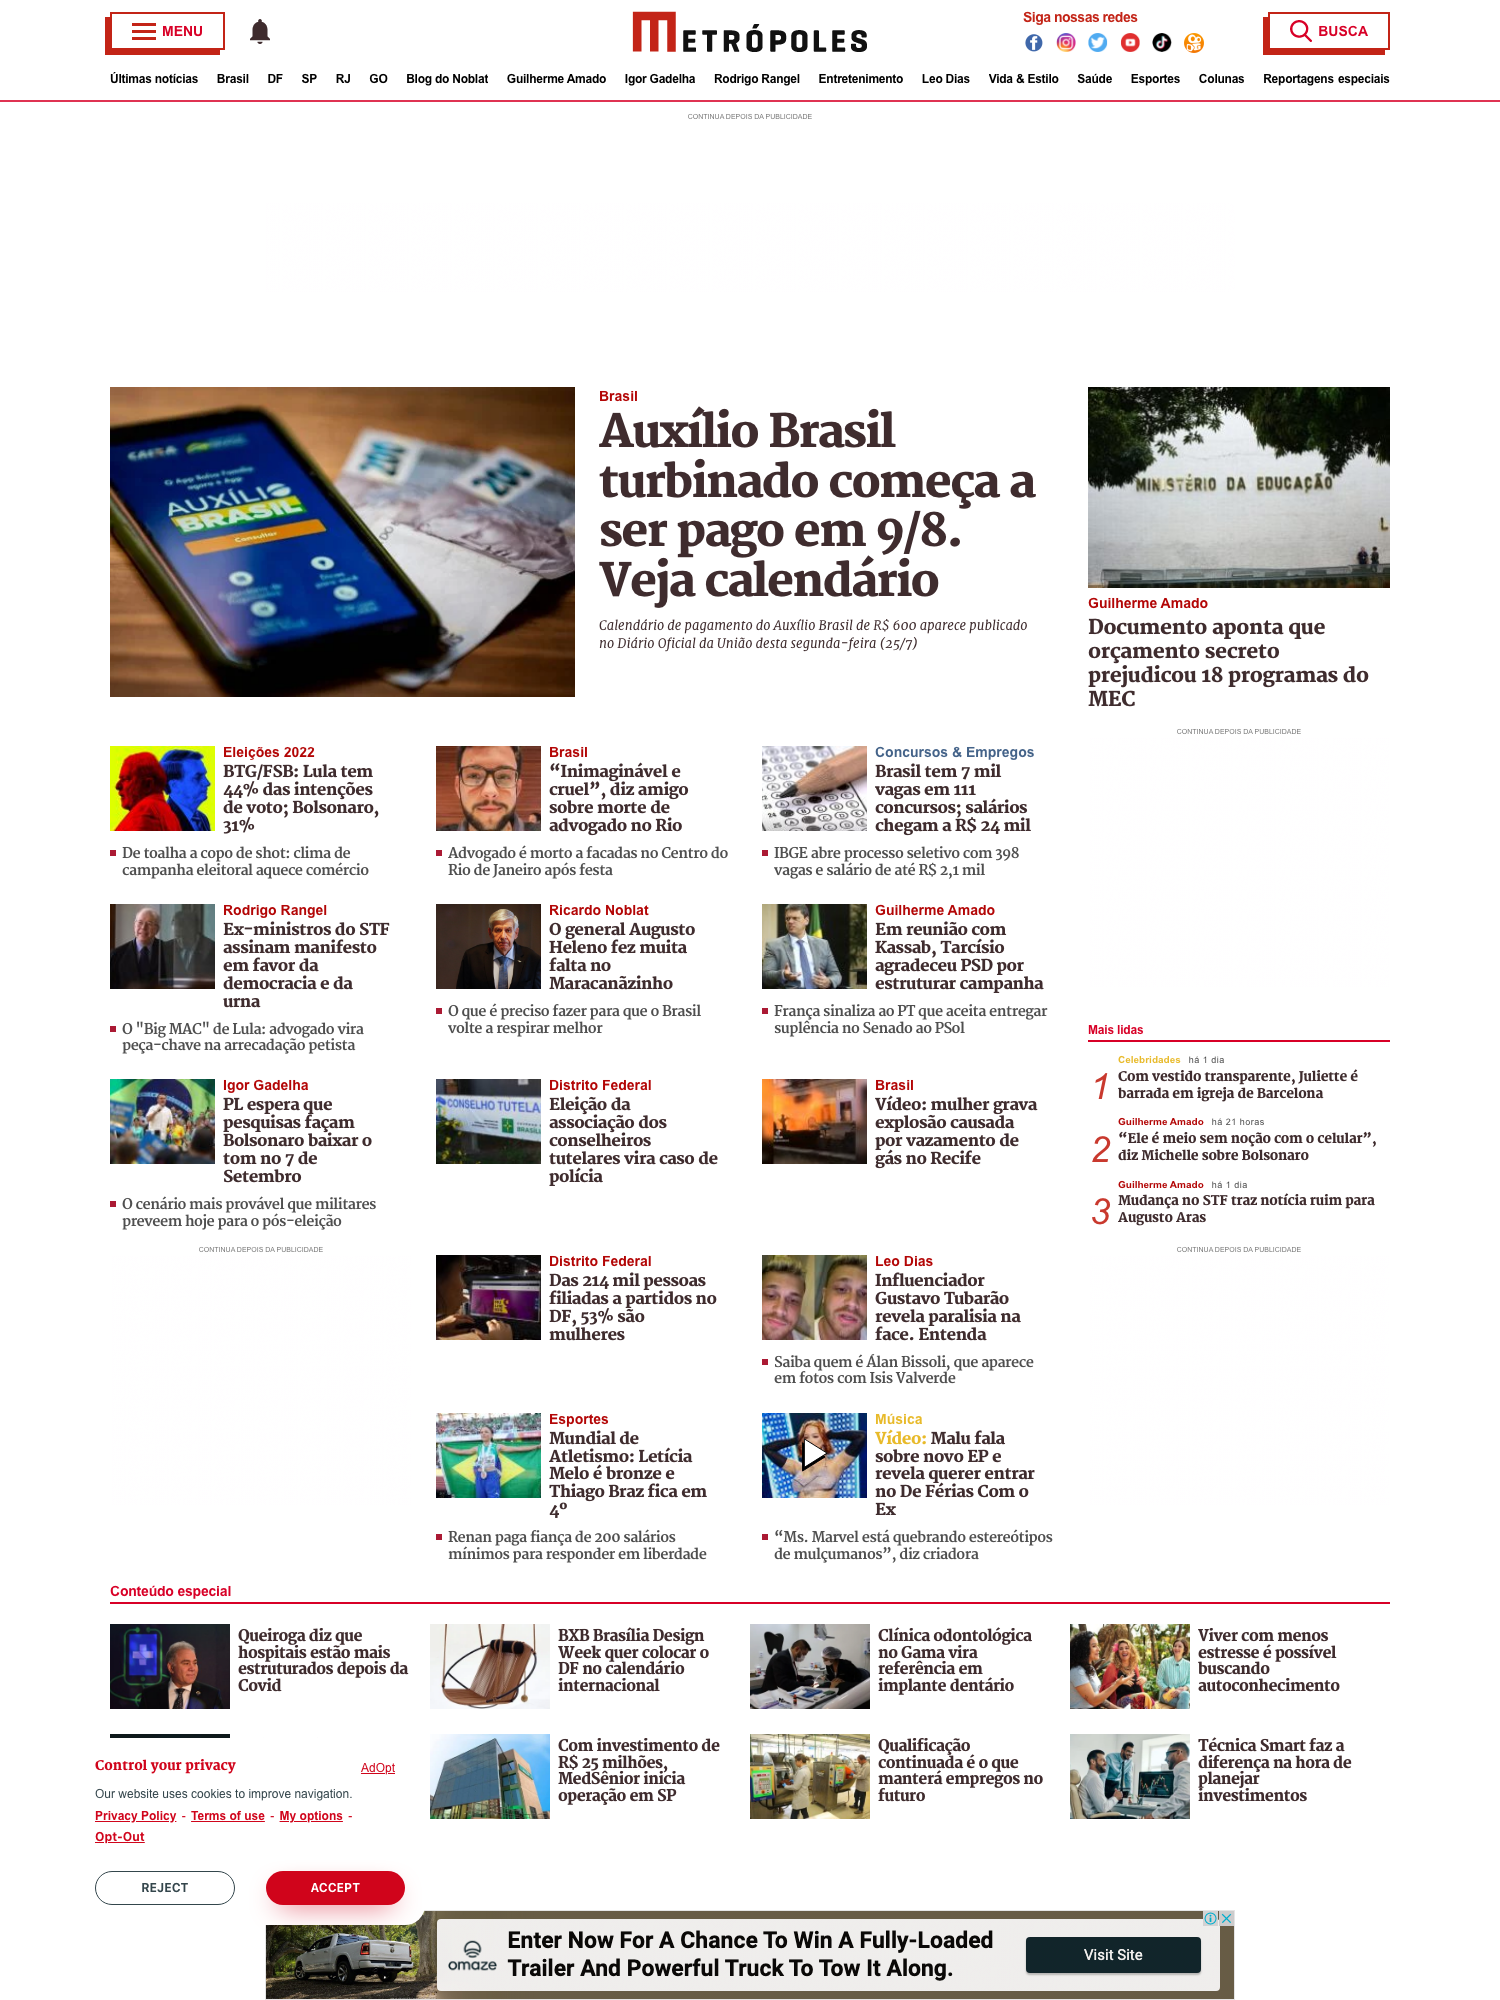 MENU
METRÓPOLES
Siga nossas redes
BUSCA
Últimas notícias Brasil DF SP RJ GO Blog do Noblat Guilherme Amado Igor Gadelha Rodrigo Rangel Entretenimento Leo Dias Vida & Estilo Saúde Esportes Colunas Reportagens especiais
CONTINUA DEPOIS DA PUBLICIDADE
CAIXA
AUXÍLIO
BRASIL
Consultar
200
200
Brasil
Auxílio Brasil
turbinado começa a
ser pago em 9/8.
Veja calendário
Calendário de pagamento do Auxílio Brasil de R$ 600 aparece publicado
no Diário Oficial da União desta segunda-feira (25/7)
MINISTÉRIO DA EDUCAÇÃO
Guilherme Amado
Documento aponta que
orçamento secreto
prejudicou 18 programas do
MEC
CONTINUA DEPOIS DA PUBLICIDADE
Eleições 2022
BTG/FSB: Lula tem
44% das intenções
de voto; Bolsonaro,
31%
De toalha a copo de shot: clima de
campanha eleitoral aquece comércio
Brasil
“Inimaginável e
cruel”, diz amigo
sobre morte de
advogado no Rio
Advogado é morto a facadas no Centro do
Rio de Janeiro após festa
Concursos & Empregos
Brasil tem 7 mil
vagas em 111
concursos; salários
chegam a R$ 24 mil
IBGE abre processo seletivo com 398
vagas e salário de até R$ 2,1 mil
Rodrigo Rangel
Ex-ministros do STF
assinam manifesto
em favor da
democracia e da
urna
O "Big MAC" de Lula: advogado vira
peça-chave na arrecadação petista
Ricardo Noblat
O general Augusto
Heleno fez muita
falta no
Maracanãzinho
O que é preciso fazer para que o Brasil
volte a respirar melhor
Guilherme Amado
Em reunião com
Kassab, Tarcísio
agradeceu PSD por
estruturar campanha
França sinaliza ao PT que aceita entregar
suplência no Senado ao PSol
Mais lidas
Celebridades há 1 dia
1 Com vestido transparente, Juliette é
barrada em igreja de Barcelona
Guilherme Amado há 21 horas
2 “Ele é meio sem noção com o celular”,
diz Michelle sobre Bolsonaro
Guilherme Amado há 1 dia
3 Mudança no STF traz notícia ruim para
Augusto Aras
CONTINUA DEPOIS DA PUBLICIDADE
Igor Gadelha
PL espera que
pesquisas façam
Bolsonaro baixar o
tom no 7 de
Setembro
O cenário mais provável que militares
preveem hoje para o pós-eleição
CONTINUA DEPOIS DA PUBLICIDADE
CONSELHO TUTELA
Distrito Federal
Eleição da
associação dos
conselheiros
tutelares vira caso de
polícia
Brasil
Vídeo: mulher grava
explosão causada
por vazamento de
gás no Recife
Distrito Federal
Das 214 mil pessoas
filiadas a partidos no
DF, 53% são
mulheres
Leo Dias
Influenciador
Gustavo Tubarão
revela paralisia na
face. Entenda
Saiba quem é Álan Bissoli, que aparece
em fotos com Isis Valverde
Esportes
Mundial de
Atletismo: Letícia
Melo é bronze e
Thiago Braz fica em
4º
Renan paga fiança de 200 salários
mínimos para responder em liberdade
Música
Vídeo: Malu fala
sobre novo EP e
revela querer entrar
no De Férias Com o
Ex
“Ms. Marvel está quebrando estereótipos
de mulçumanos”, diz criadora
Conteúdo especial
Queiroga diz que
hospitais estão mais
estruturados depois da
Covid
BXB Brasília Design
Week quer colocar o
DF no calendário
internacional
Clínica odontológica
no Gama vira
referência em
implante dentário
Viver com menos
estresse é possível
buscando
autoconhecimento
Com investimento de
R$ 25 milhões,
MedSênior inicia
operação em SP
Qualificação
continuada é o que
manterá empregos no
futuro
Técnica Smart faz a
diferença na hora de
planejar
investimentos
Control your privacy
AdOpt
Our website uses cookies to improve navigation.
Privacy Policy - Terms of use - My options -
Opt-Out
REJECT
ACCEPT
omaze
Enter Now For A Chance To Win A Fully-Loaded
Trailer And Powerful Truck To Tow It Along.
Visit Site